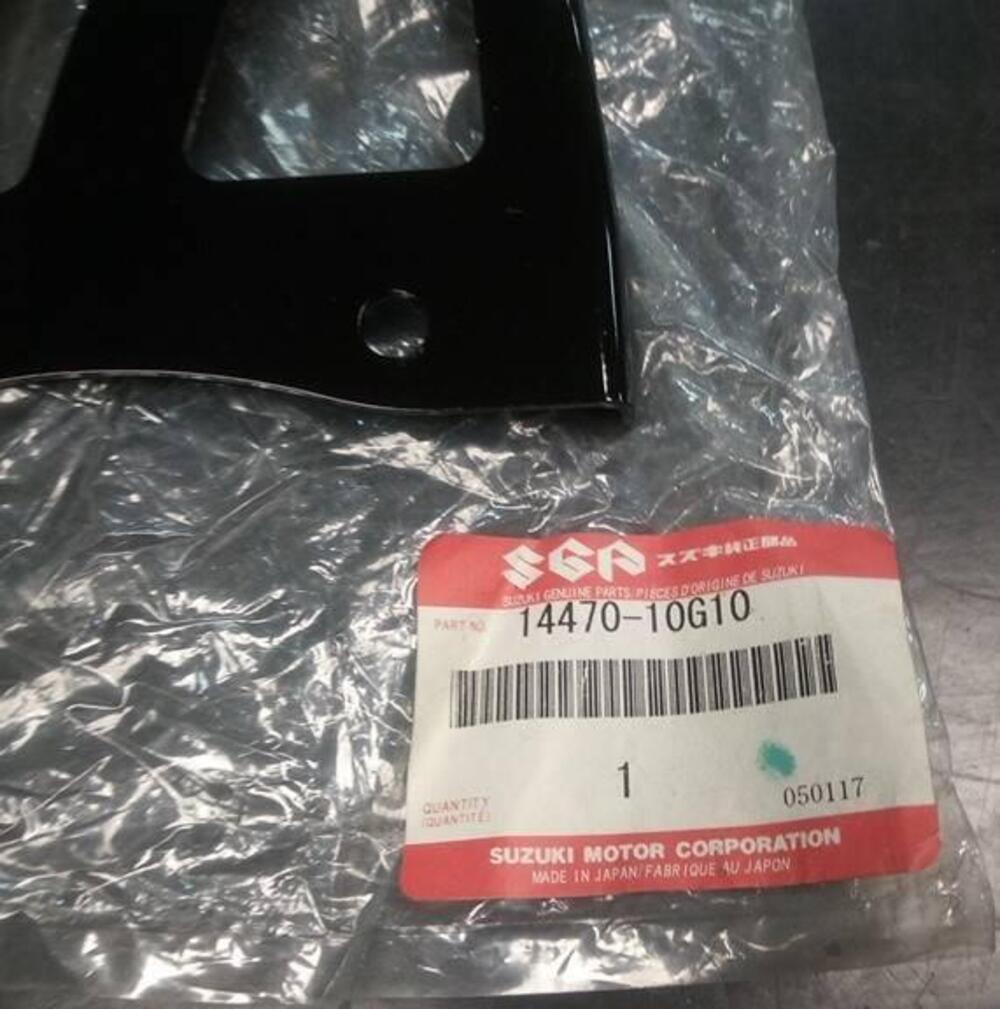 SGP スズキ純正部品
SUZUKI GENUINE PARTS/PIECES D'ORIGINE DE SUZUKI
PART NO. 14470-10G10
1
050117
QUANTITY
(QUANTITÉ)
SUZUKI MOTOR CORPORATION
MADE IN JAPAN/FABRIQUE AU JAPON